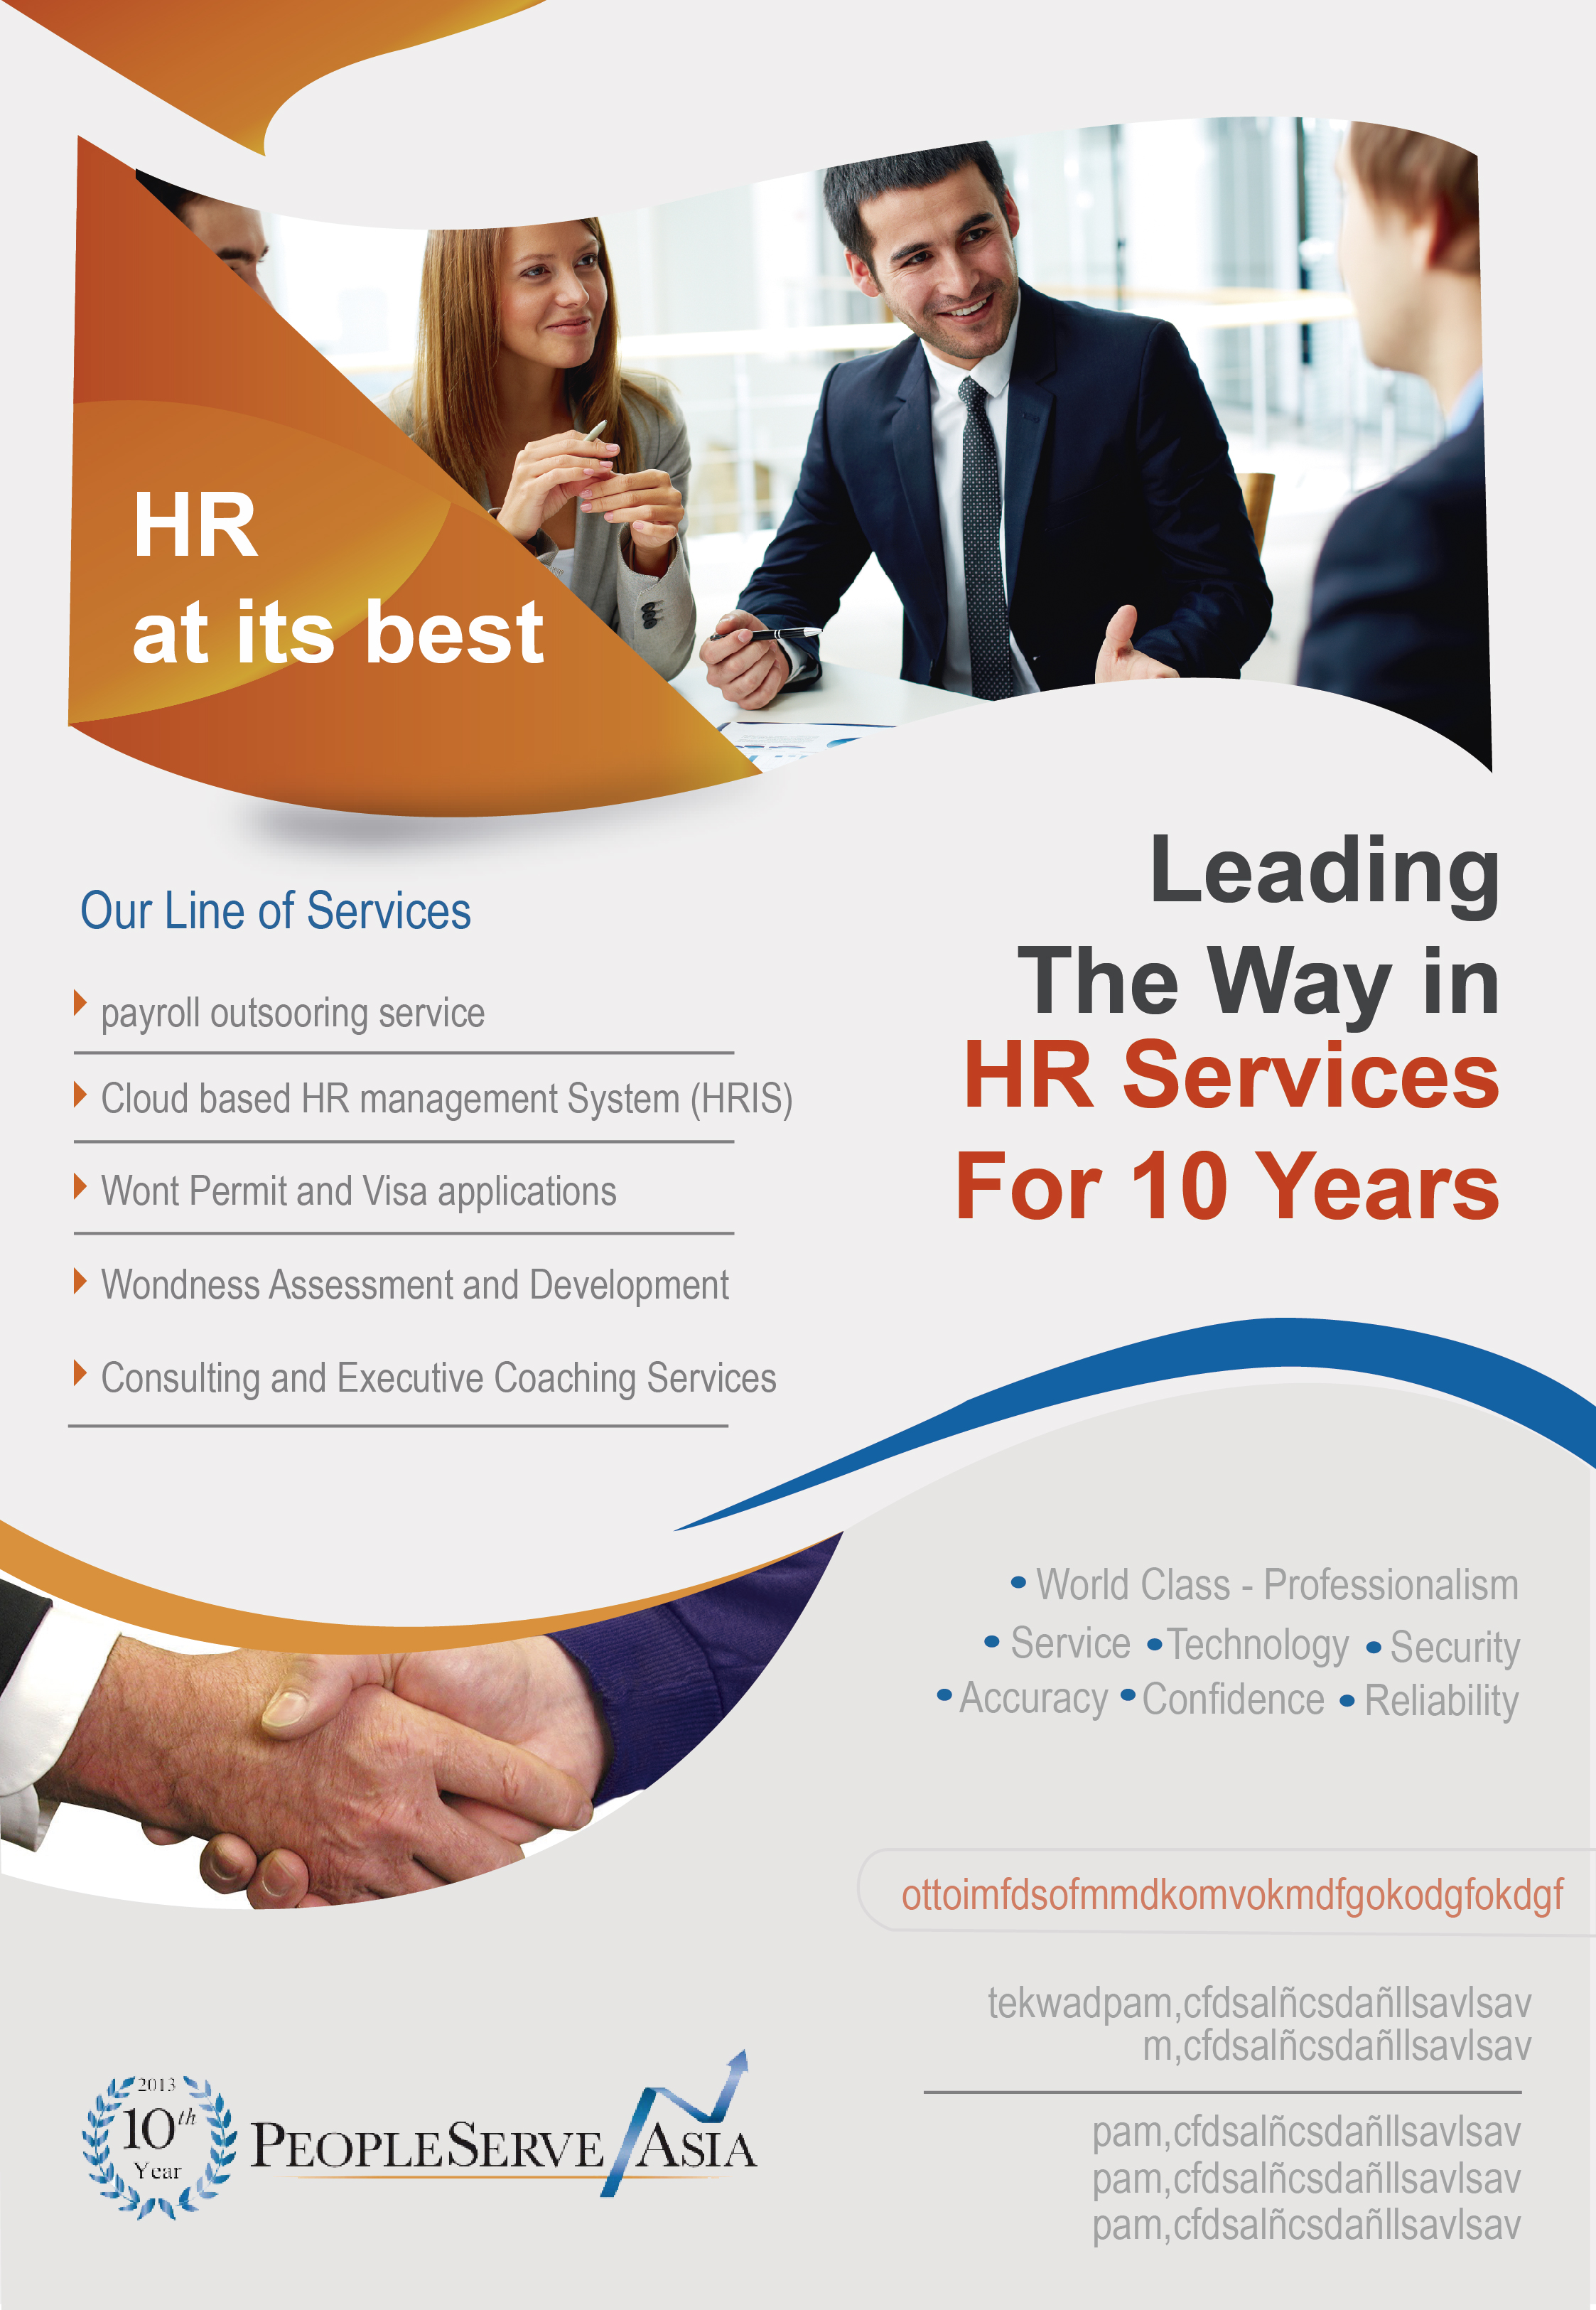 HR
at its best
Our Line of Services
payroll outsooring service
Cloud based HR management System (HRIS)
Wont Permit and Visa applications
Wondness Assessment and Development
Consulting and Executive Coaching Services
Leading
The Way in
HR Services
For 10 Years
• World Class - Professionalism
• Service • Technology • Security
• Accuracy • Confidence • Reliability
ottoimfdsofmmdkomvokmdfgokodgfokdgf
tekwadpam,cfdsalñcsdañllsavlsav
m,cfdsalñcsdañllsavlsav
pam,cfdsalñcsdañllsavlsav
pam,cfdsalñcsdañllsavlsav
pam,cfdsalñcsdañllsavlsav
2013
10th
Year
PEOPLESERVE ASIA